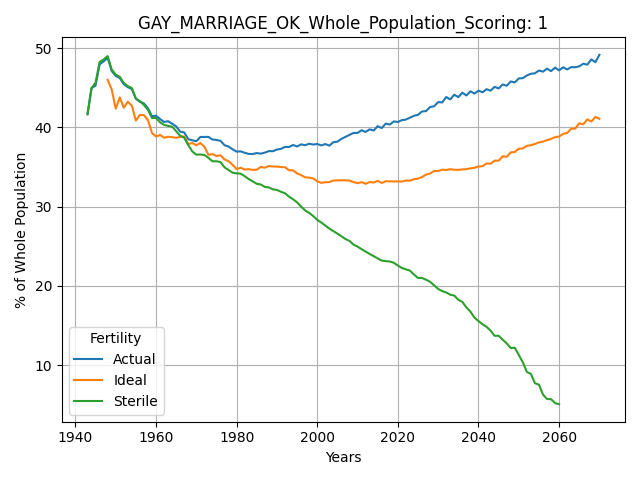 GAY_MARRIAGE_OK_Whole_Population_Scoring: 1
% of Whole Population
50
40
30
20
10
Fertility
Actual
Ideal
Sterile
1940 1960 1980 2000 2020 2040 2060
Years